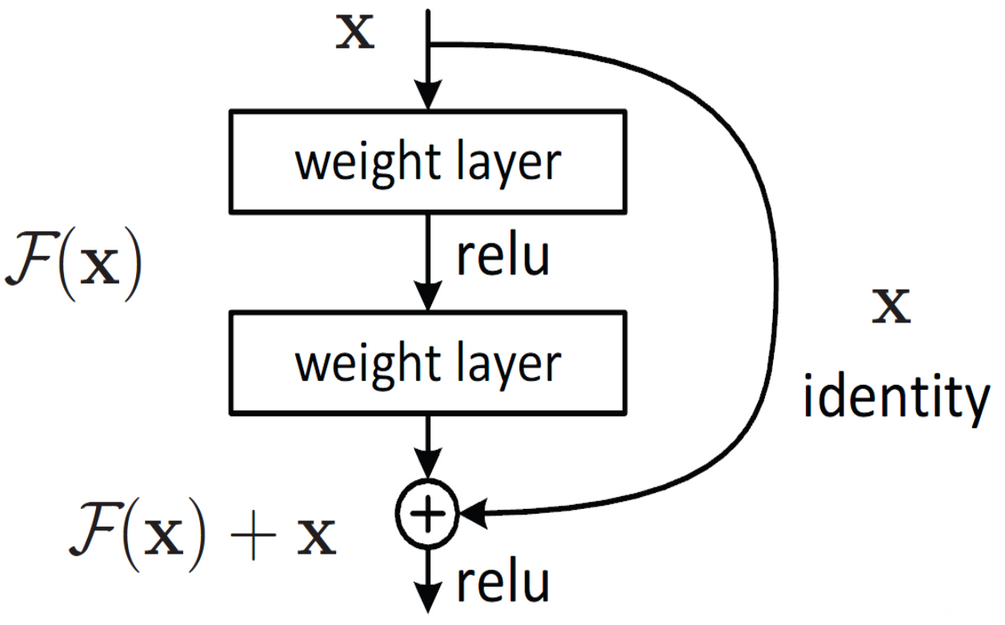 x
weight layer
relu
F(x)
x
weight layer
identity
F(x) + x
relu